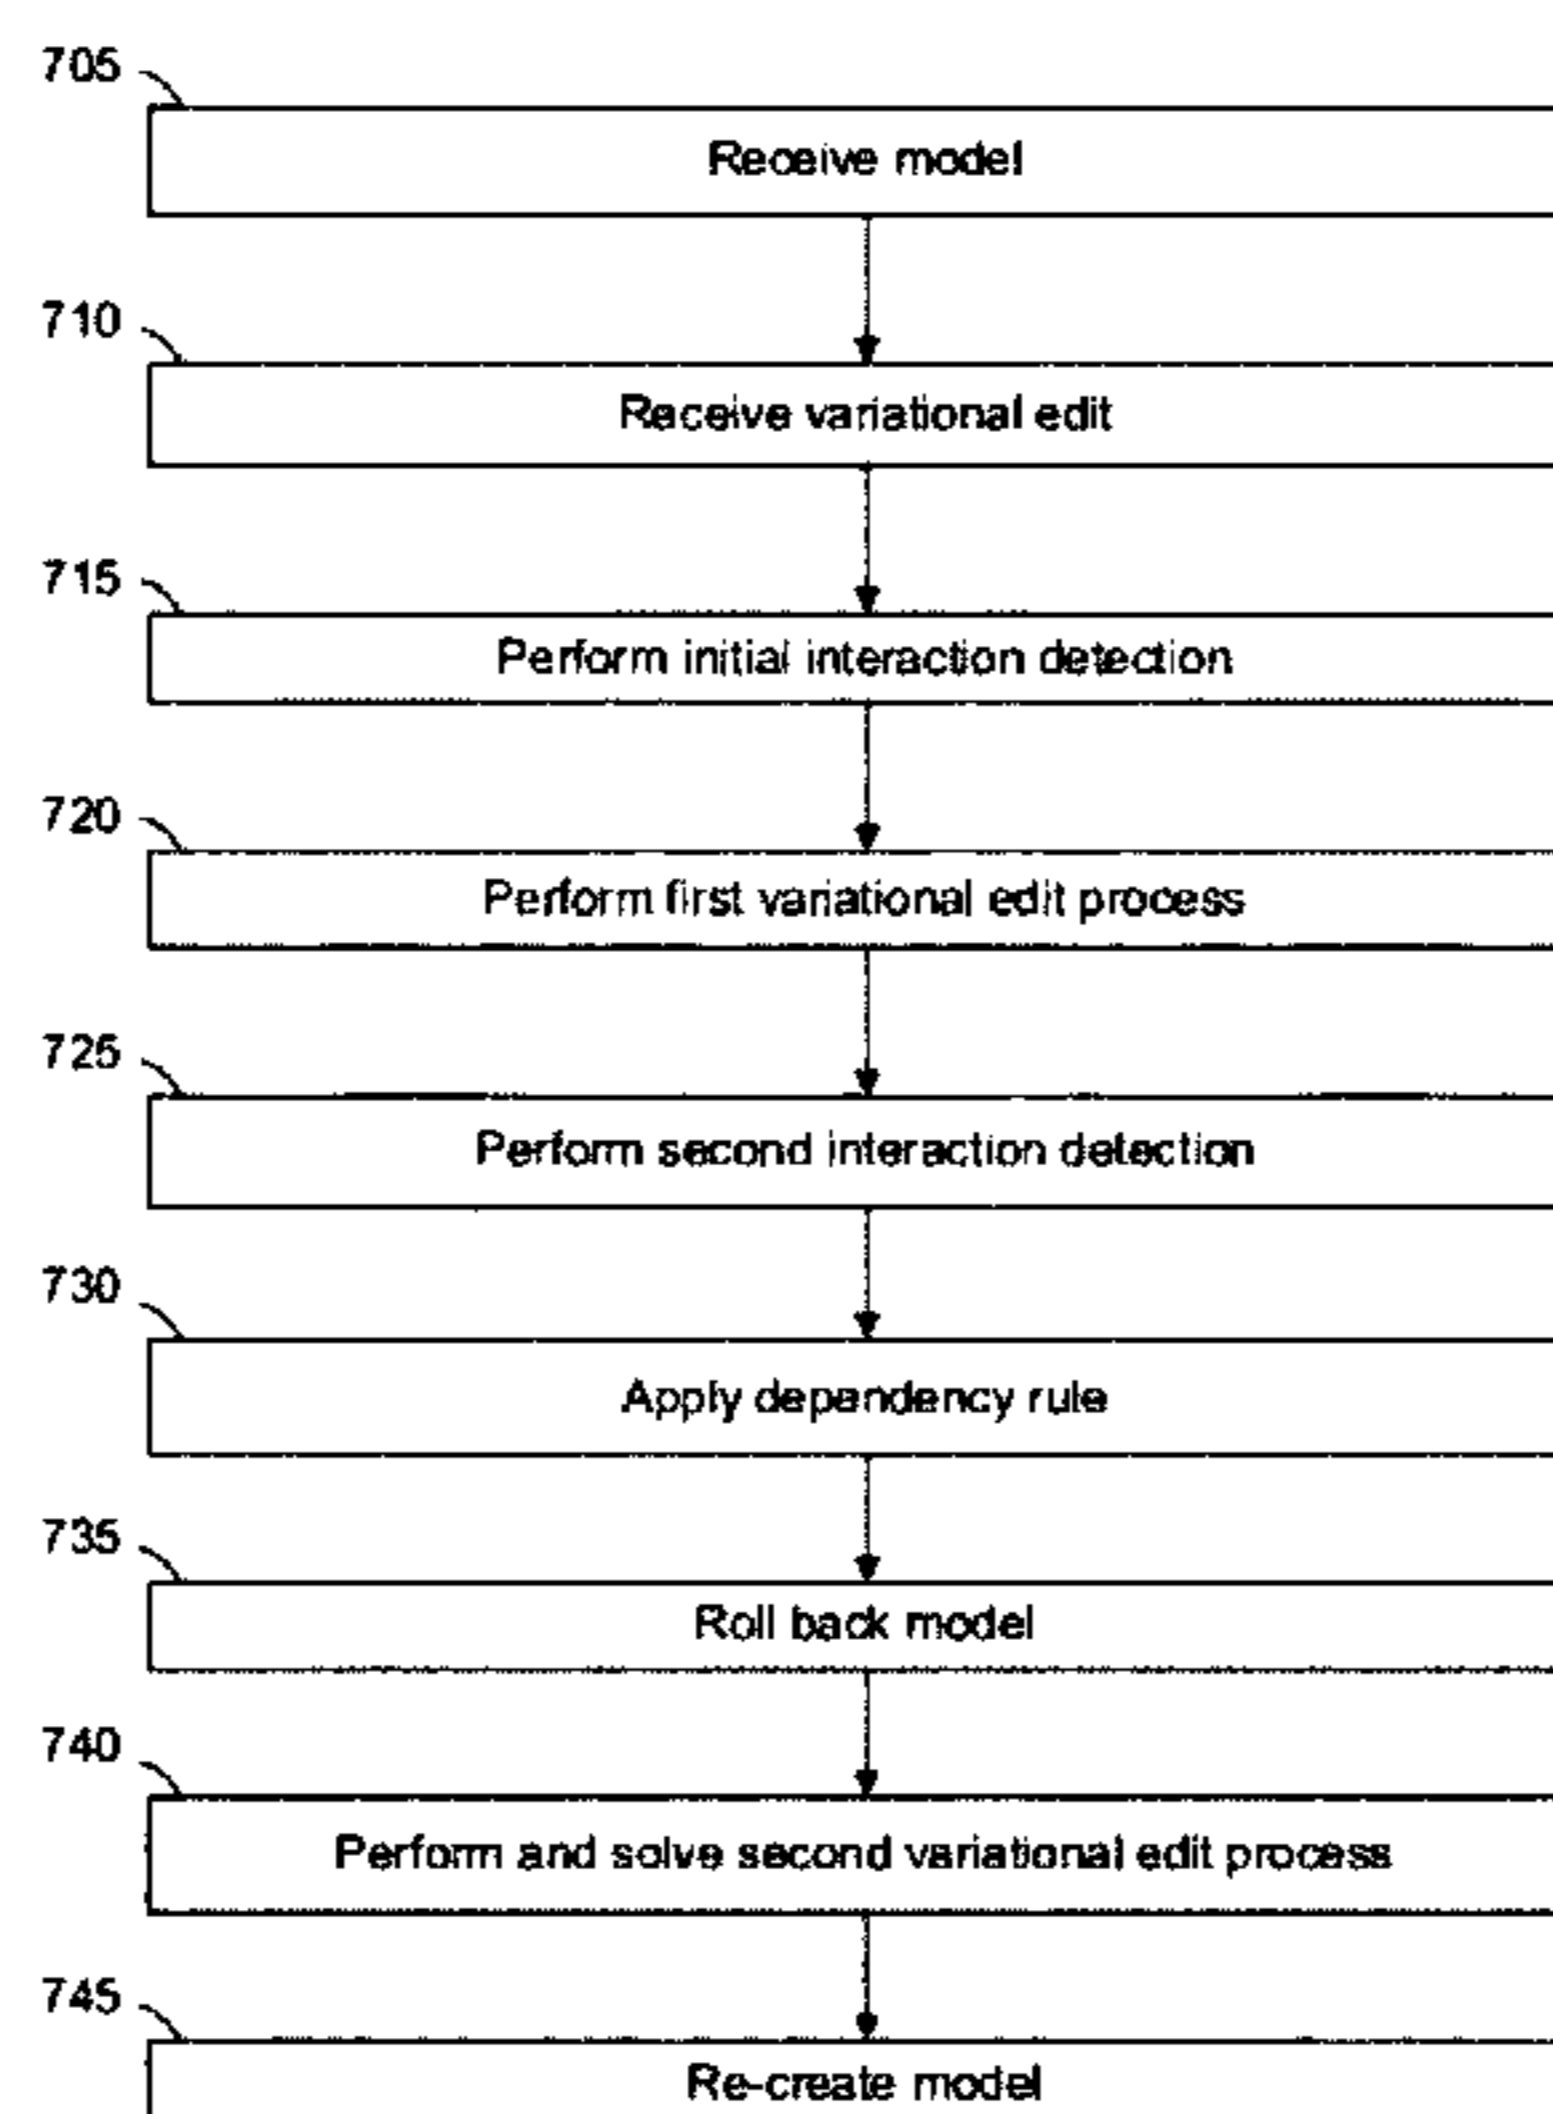 705
Receive model
710
Receive variational edit
715
Perform initial interaction detection
720
Perform first variational edit process
725
Perform second interaction detection
730
Apply dependency rule
735
Roll back model
740
Perform and solve second variational edit process
745
Re-create model